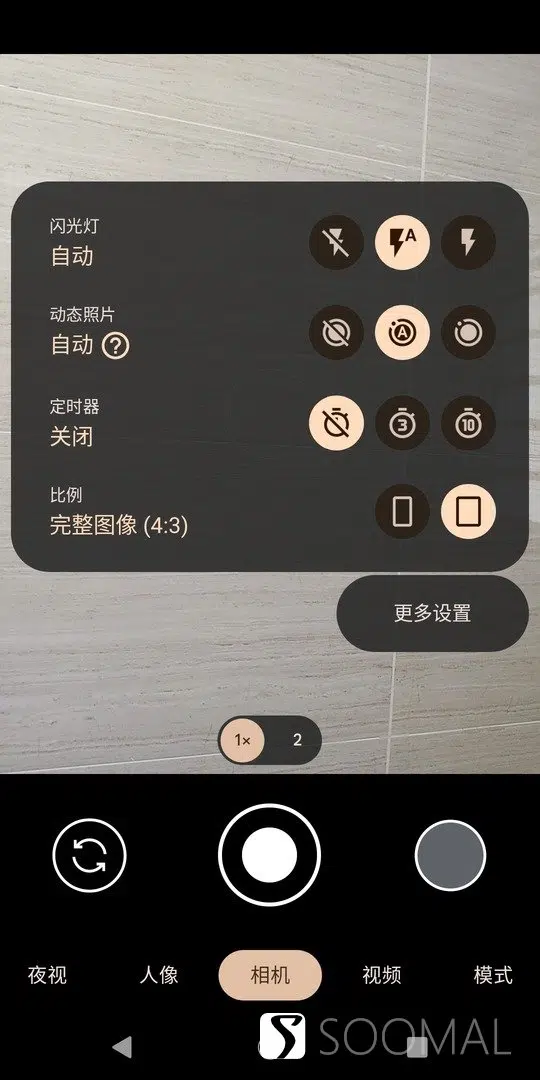 闪光灯
自动
A
动态照片
自动 ?
A
定时器
关闭
3 10
比例
完整图像 (4:3)
更多设置
1× 2
夜视 人像 相机 视频 模式
SOOMAL